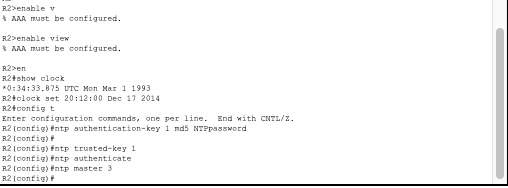 R2>enable v
% AAA must be configured.
R2>enable view
% AAA must be configured.
R2>en
R2#show clock
*0:34:33.875 UTC Mon Mar 1 1993
R2#clock set 20:12:00 Dec 17 2014
R2#config t
Enter configuration commands, one per line. End with CNTL/Z.
R2(config)#ntp authentication-key 1 md5 NTPpassword
R2(config)#
R2(config)#ntp trusted-key 1
R2(config)#ntp authenticate
R2(config)#ntp master 3
R2(config)#